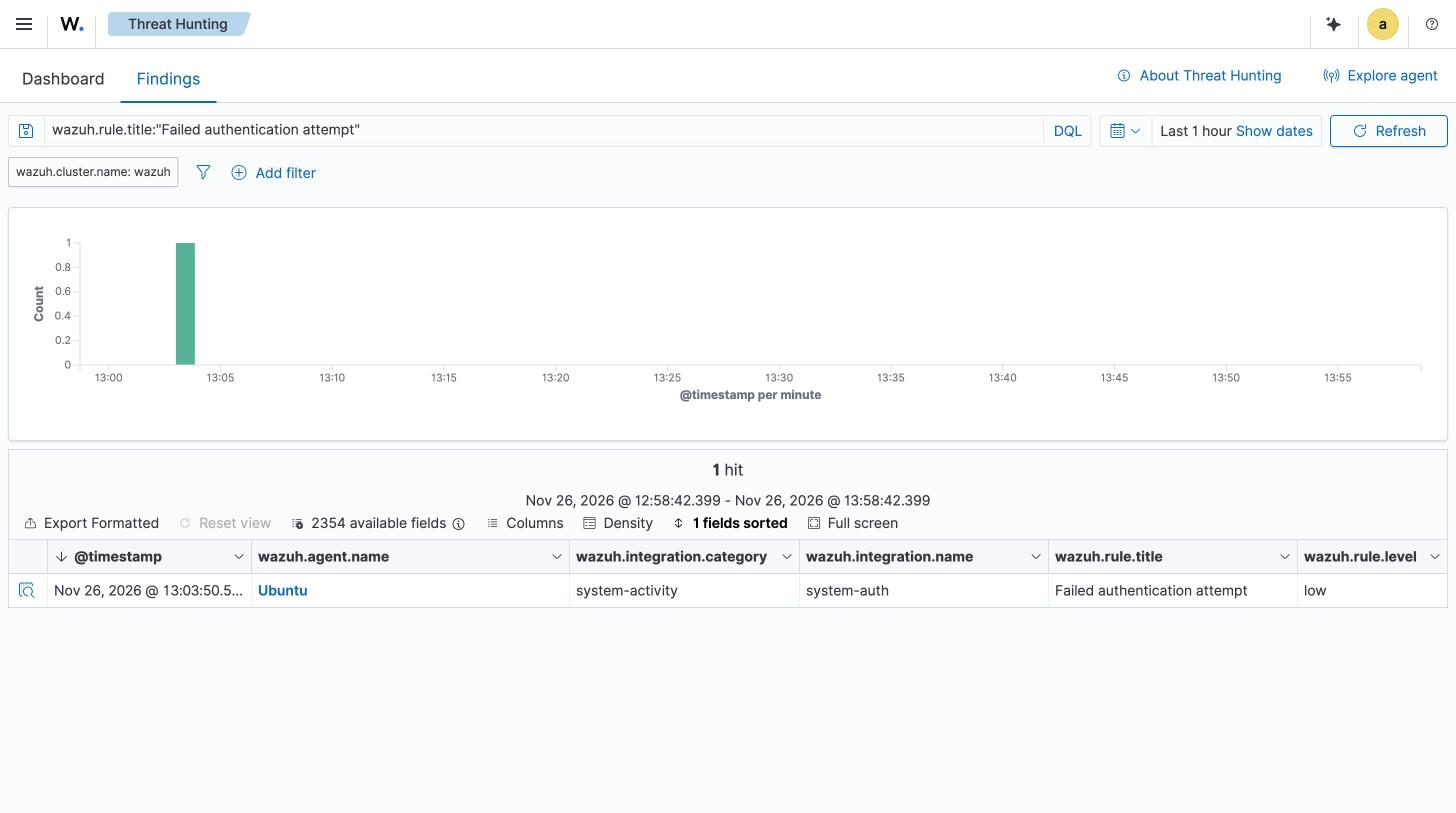 W.
Threat Hunting
a
Dashboard
Findings
About Threat Hunting
Explore agent
wazuh.rule.title:"Failed authentication attempt"
DQL
Last 1 hour Show dates
Refresh
wazuh.cluster.name: wazuh
Add filter
Count
1
0.8
0.6
0.4
0.2
0
13:00 13:05 13:10 13:15 13:20 13:25 13:30 13:35 13:40 13:45 13:50 13:55
@timestamp per minute
1 hit
Nov 26, 2026 @ 12:58:42.399 - Nov 26, 2026 @ 13:58:42.399
Export Formatted Reset view 2354 available fields Columns Density 1 fields sorted Full screen
@timestamp wazuh.agent.name wazuh.integration.category wazuh.integration.name wazuh.rule.title wazuh.rule.level
Nov 26, 2026 @ 13:03:50.5... Ubuntu system-activity system-auth Failed authentication attempt low